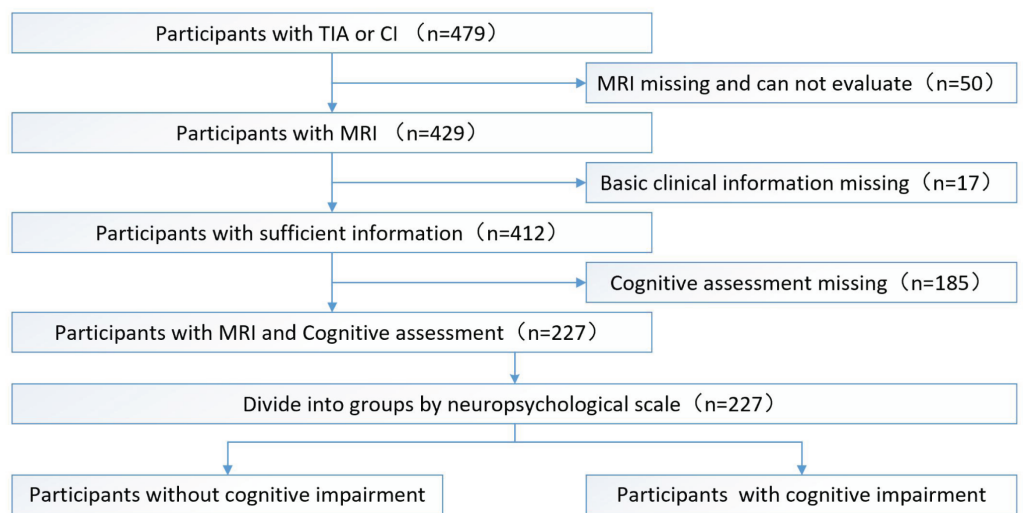 Participants with TIA or CI （n=479）
MRI missing and can not evaluate（n=50）
Participants with MRI （n=429）
Basic clinical information missing（n=17）
Participants with sufficient information（n=412）
Cognitive assessment missing（n=185）
Participants with MRI and Cognitive assessment（n=227）
Divide into groups by neuropsychological scale（n=227）
Participants without cognitive impairment
Participants  with cognitive impairment